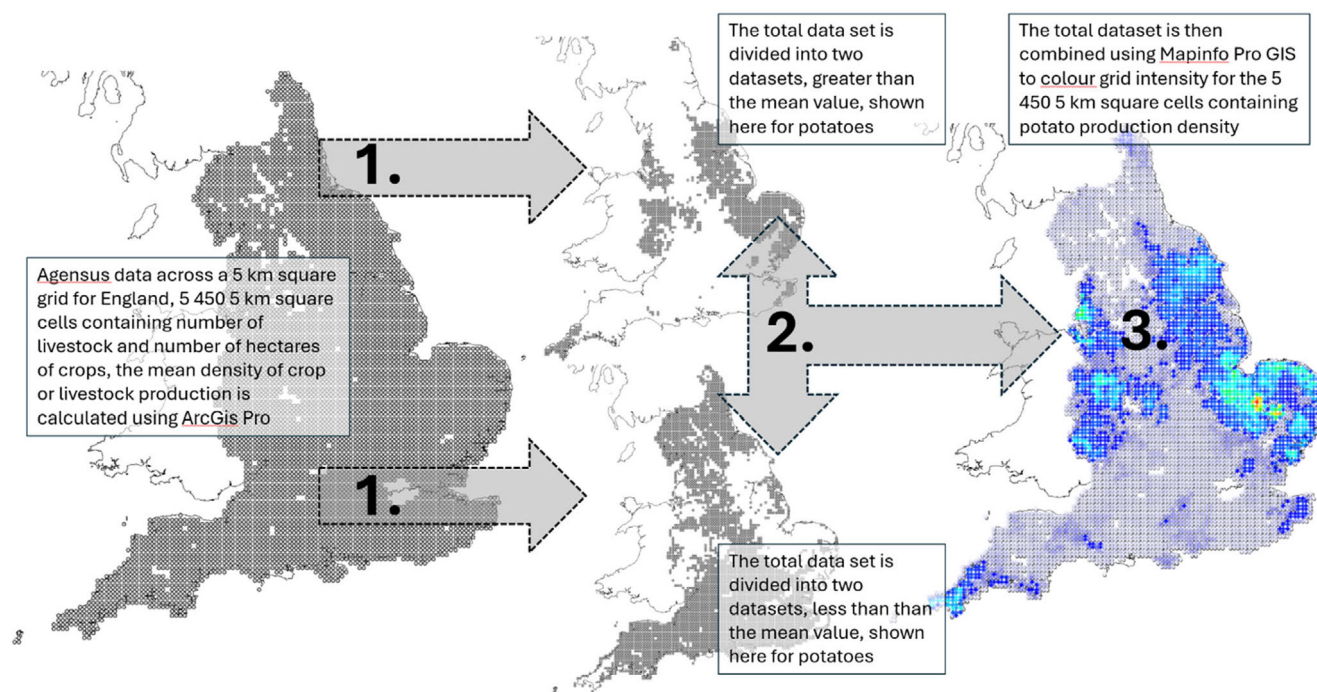 Agensus data across a 5 km square
grid for England, 5 450 5 km square
cells containing number of
livestock and number of hectares
of crops, the mean density of crop
or livestock production is
calculated using ArcGis Pro
1.
1.
The total data set is
divided into two
datasets, greater than
the mean value, shown
here for potatoes
2.
The total data set is
divided into two
datasets, less than than
the mean value, shown
here for potatoes
The total dataset is then
combined using Mapinfo Pro GIS
to colour grid intensity for the 5
450 5 km square cells containing
potato production density
3.